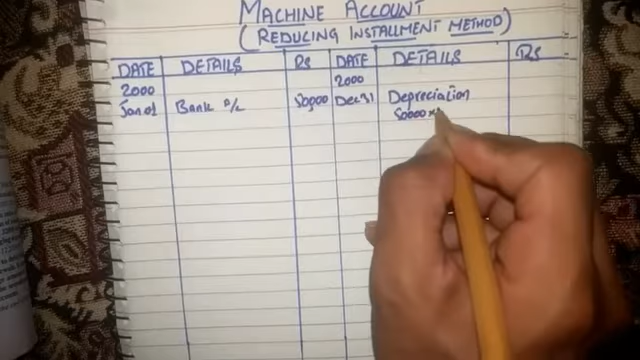 MACHINE ACCOUNT
(REDUCING INSTALLMENT METHOD)
DATE DETAILS Rs DATE DETAILS Rs
2000 2000
Jan 01 Bank a/c 50000 Dec 31 Depreciation
50000 ×